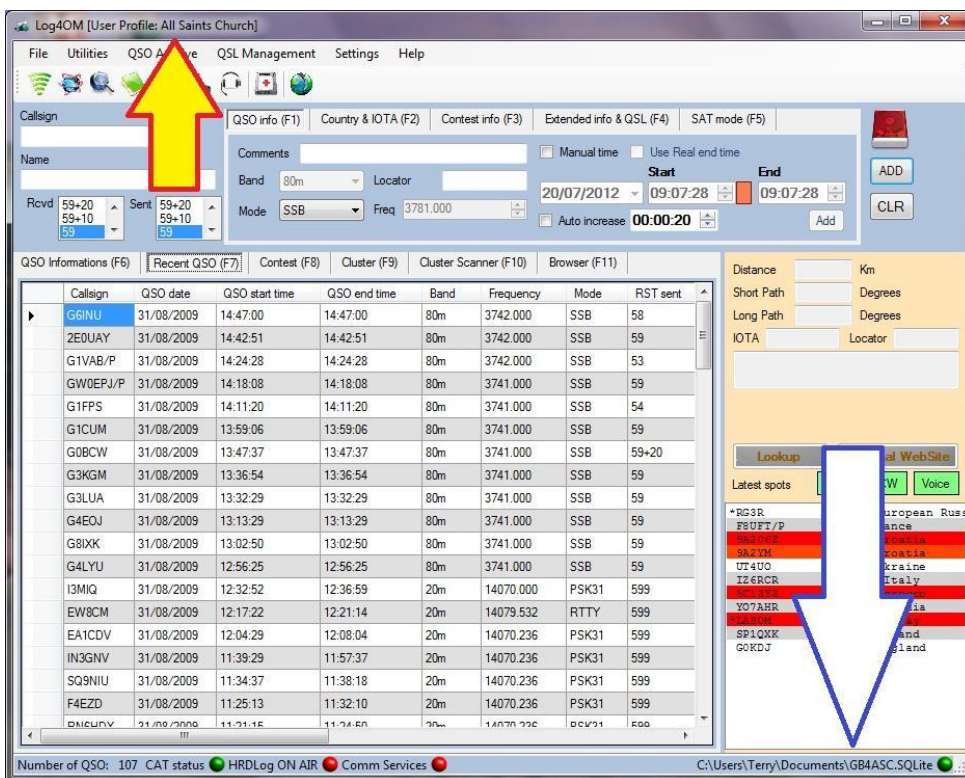 Log4OM [User Profile: All Saints Church]
File Utilities QSO QSL Management Settings Help
Callsign
Name
Rcvd 59+20 59+10 59 Sent 59+20 59+10 59
QSO info (F1) Country & IOTA (F2) Contest info (F3) Extended info & QSL (F4) SAT mode (F5)
Comments Manual time Use Real end time
Start End
Band 80m Locator 20/07/2012 09:07:28 09:07:28
Mode SSB Freq 3781.000 Auto increase 00:00:20 Add
ADD
CLR
QSO Informations (F6) Recent QSO (F7) Contest (F8) Cluster (F9) Cluster Scanner (F10) Browser (F11)
Callsign QSO date QSO start time QSO end time Band Frequency Mode RST sent
G6INU 31/08/2009 14:47:00 14:47:00 80m 3742.000 SSB 58
2E0UAY 31/08/2009 14:42:51 14:42:51 80m 3742.000 SSB 59
G1VAB/P 31/08/2009 14:24:28 14:24:28 80m 3742.000 SSB 53
GW0EPJ/P 31/08/2009 14:18:08 14:18:08 80m 3741.000 SSB 59
G1FPS 31/08/2009 14:11:20 14:11:20 80m 3741.000 SSB 54
G1CUM 31/08/2009 13:59:06 13:59:06 80m 3741.000 SSB 59
G0BCW 31/08/2009 13:47:37 13:47:37 80m 3741.000 SSB 59+20
G3KGM 31/08/2009 13:36:54 13:36:54 80m 3741.000 SSB 59
G3LUA 31/08/2009 13:32:29 13:32:29 80m 3741.000 SSB 59
G4EOJ 31/08/2009 13:13:29 13:13:29 80m 3741.000 SSB 59
G8IXK 31/08/2009 13:02:50 13:02:50 80m 3741.000 SSB 59
G4LYU 31/08/2009 12:56:25 12:56:25 80m 3741.000 SSB 59
I3MIQ 31/08/2009 12:32:52 12:36:59 20m 14070.000 PSK31 599
EW8CM 31/08/2009 12:17:22 12:21:14 20m 14079.532 RTTY 599
EA1CDV 31/08/2009 12:04:29 12:08:04 20m 14070.236 PSK31 599
IN3GNV 31/08/2009 11:39:29 11:57:37 20m 14070.236 PSK31 599
SQ9NIU 31/08/2009 11:34:37 11:38:18 20m 14070.236 PSK31 599
F4EZD 31/08/2009 11:25:13 11:32:10 20m 14070.236 PSK31 599
31/08/2009 11:21:15 11:24:50 20m 14070.236 PSK31 599
Distance Km
Short Path Degrees
Long Path Degrees
IOTA Locator
Lookup WebSite
Latest spots Voice
*RG3R
F8UFT/P
9A2YM
UT4UO
IZ6RCR Italy
YO7AHR
SP1QXK
G0KDJ
Number of QSO: 107 CAT status HRDLog ON AIR Comm Services C:\Users\Terry\Documents\GB4ASC.SQLite